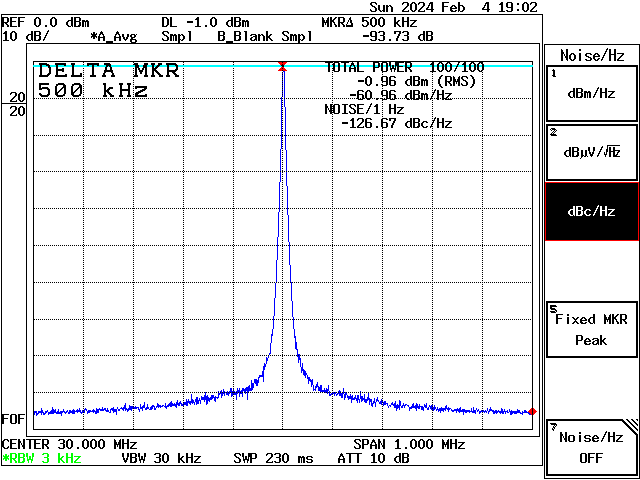 Sun 2024 Feb  4 19:02
REF 0.0 dBm DL -1.0 dBm MKRΔ 500 kHz
10 dB/ *A_Avg Smpl B_Blank Smpl -93.73 dB
DELTA MKR
500 kHz
TOTAL POWER 100/100
-0.96 dBm (RMS)
-60.96 dBm/Hz
NOISE/1 Hz
-126.67 dBc/Hz
20
20
FOF
CENTER 30.000 MHz SPAN 1.000 MHz
*RBW 3 kHz VBW 30 kHz SWP 230 ms ATT 10 dB
Noise/Hz
1
dBm/Hz
2
dBμV/√Hz
dBc/Hz
5
Fixed MKR
Peak
7
Noise/Hz
OFF